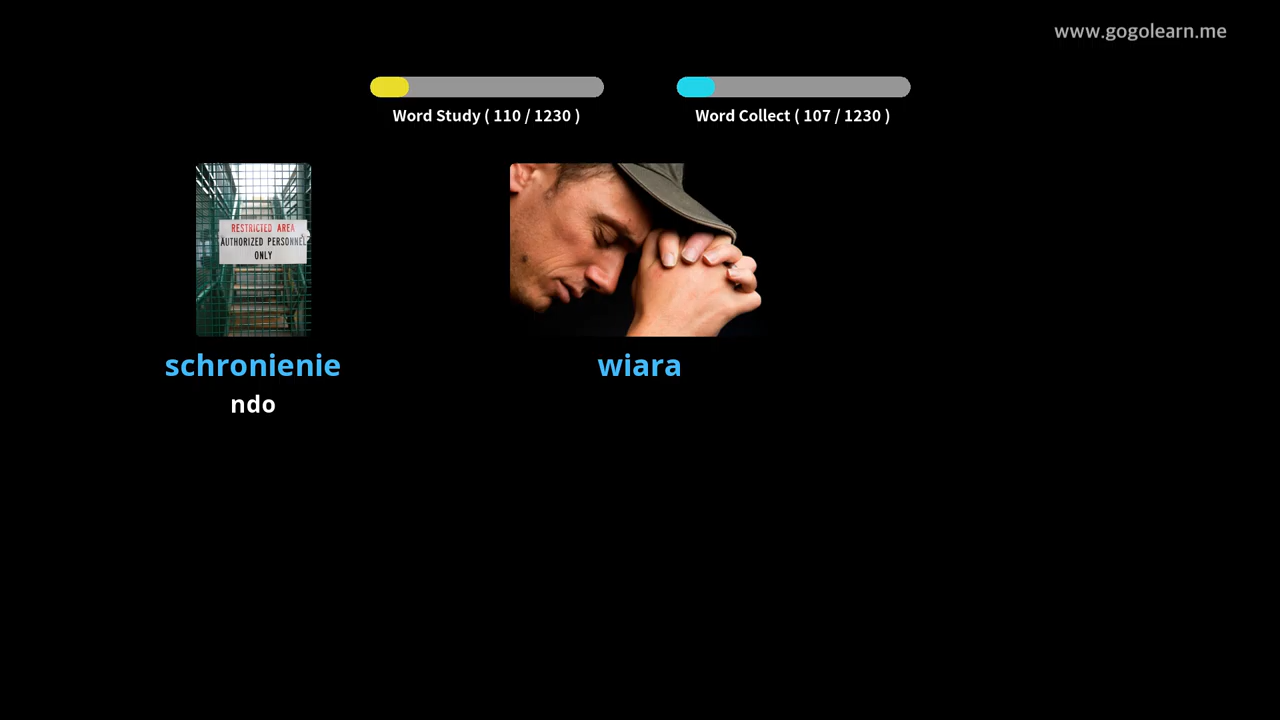 www.gogolearn.me
Word Study ( 110 / 1230 )
Word Collect ( 107 / 1230 )
RESTRICTED AREA
AUTHORIZED PERSONNEL
ONLY
schronienie
wiara
ndo